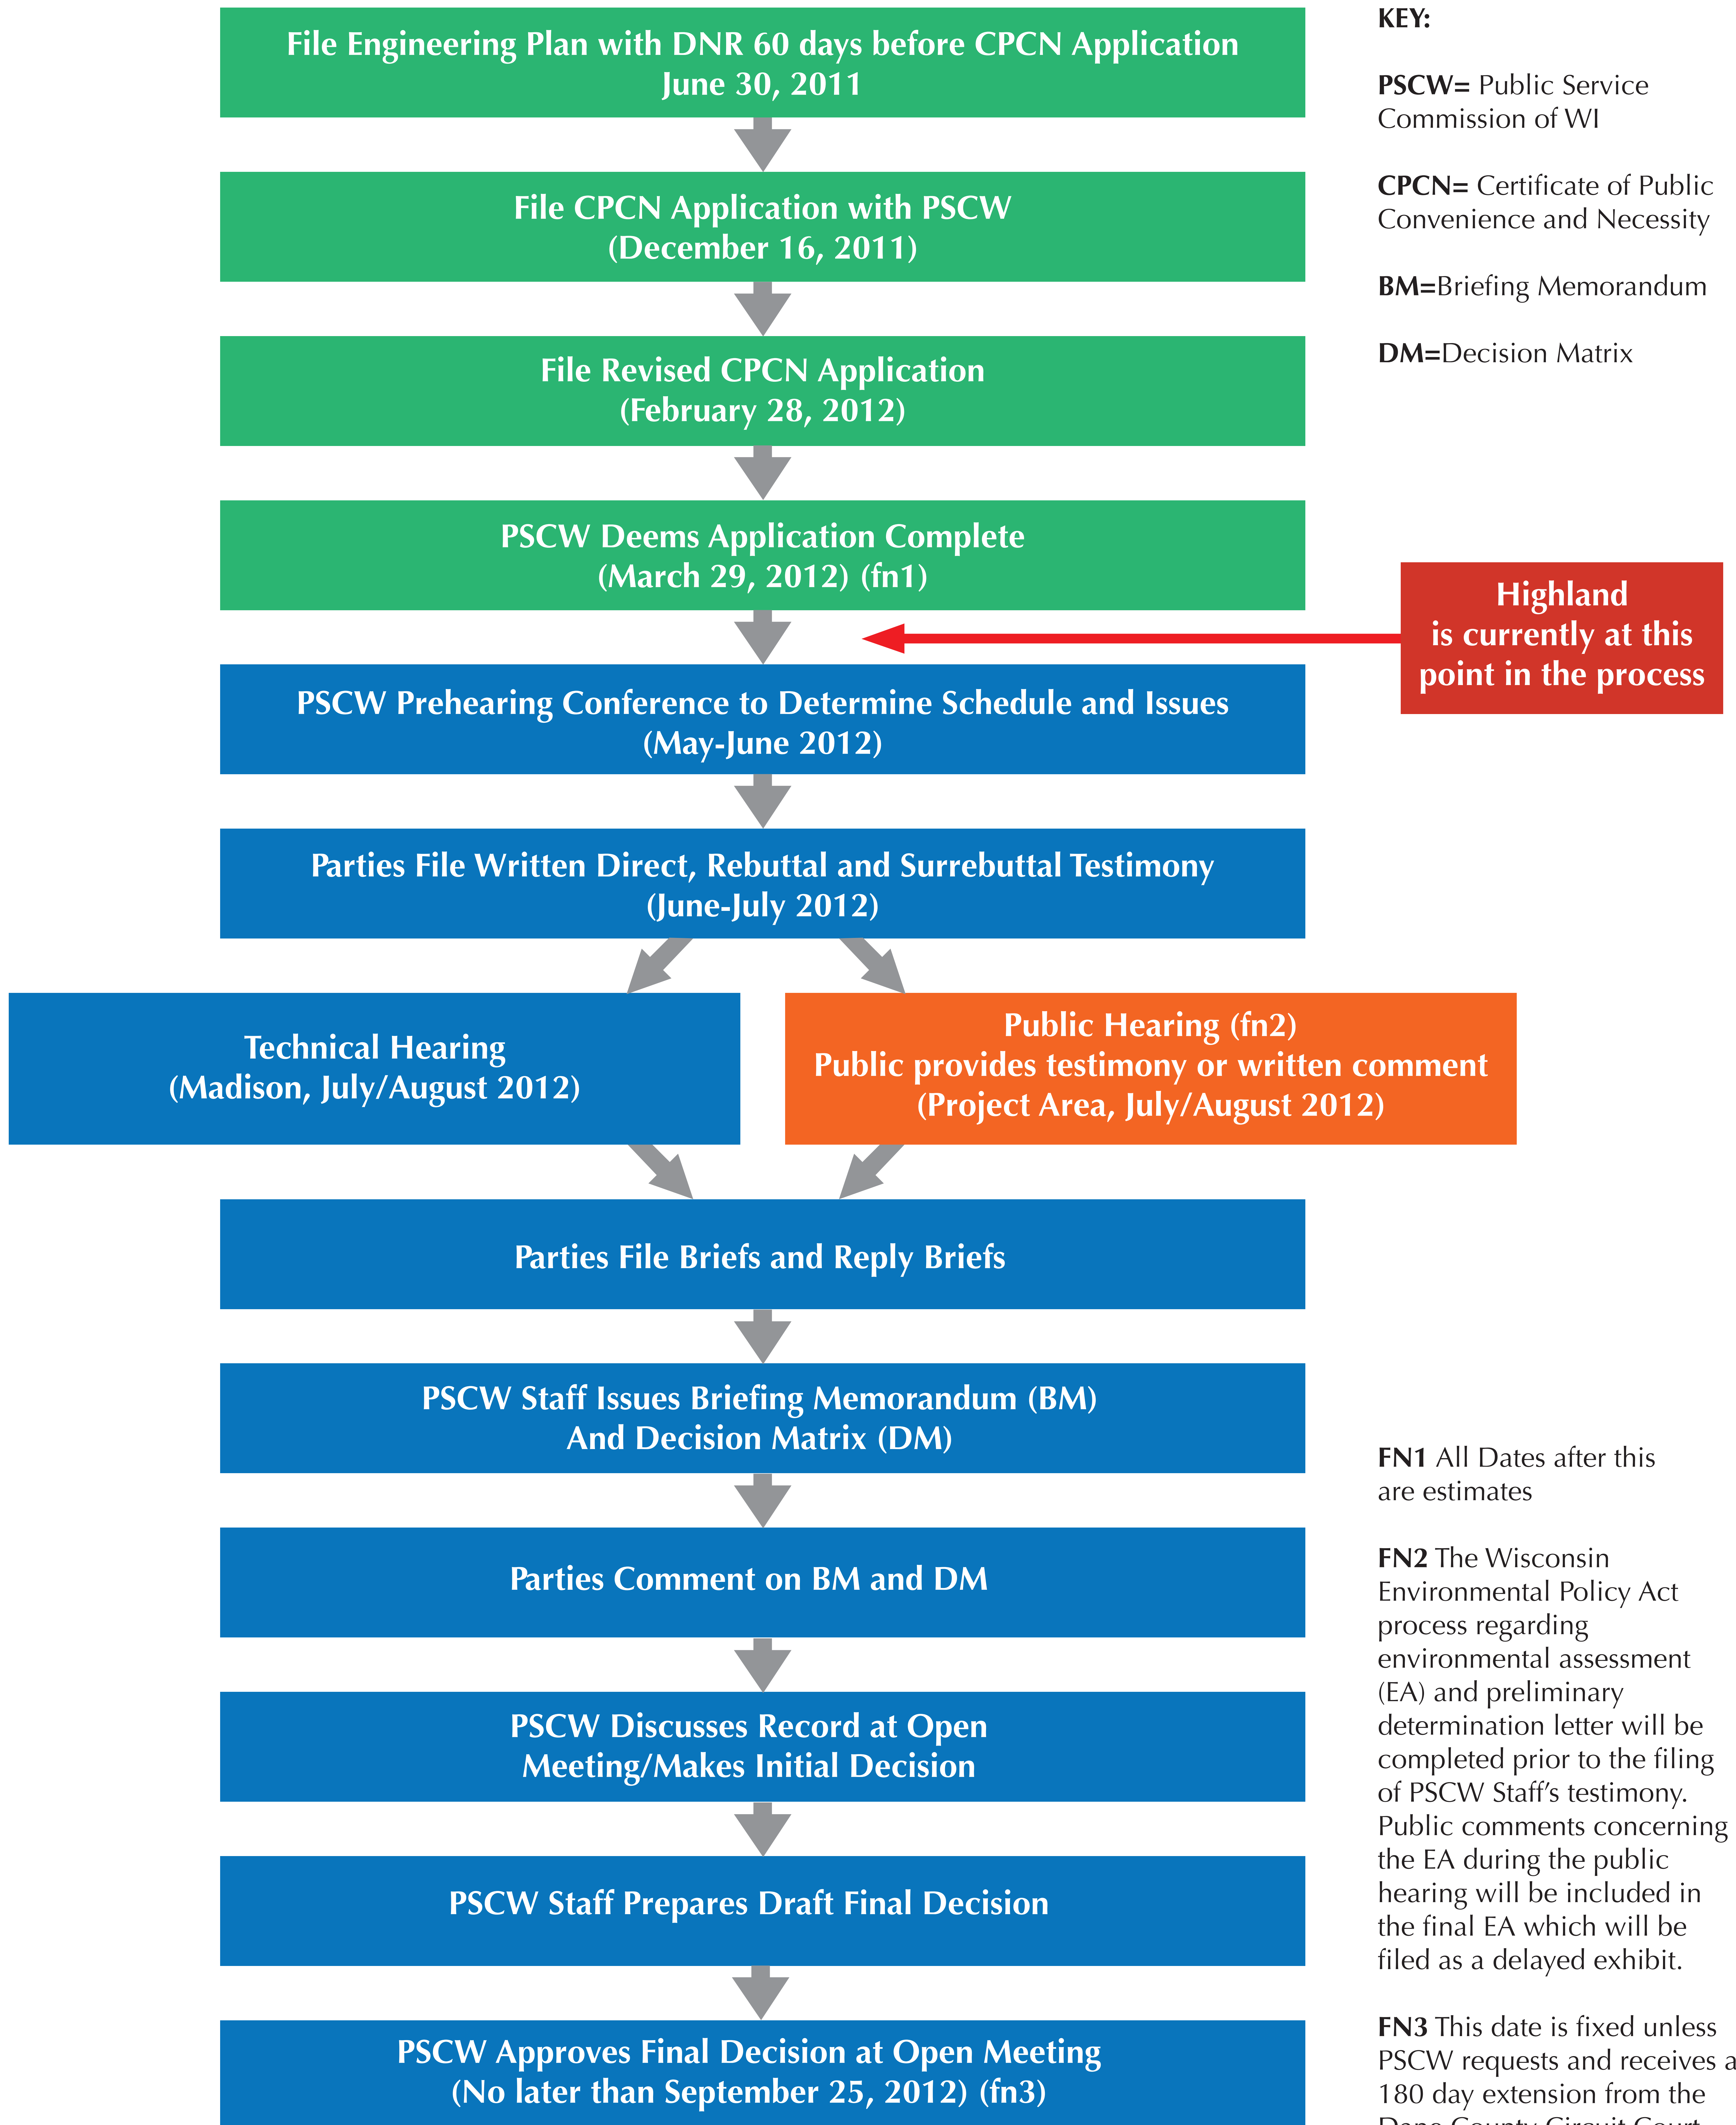 File Engineering Plan with DNR 60 days before CPCN Application
June 30, 2011
File CPCN Application with PSCW
(December 16, 2011)
File Revised CPCN Application
(February 28, 2012)
PSCW Deems Application Complete
(March 29, 2012) (fn1)
Highland
is currently at this
point in the process
PSCW Prehearing Conference to Determine Schedule and Issues
(May-June 2012)
Parties File Written Direct, Rebuttal and Surrebuttal Testimony
(June-July 2012)
Technical Hearing
(Madison, July/August 2012)
Public Hearing (fn2)
Public provides testimony or written comment
(Project Area, July/August 2012)
Parties File Briefs and Reply Briefs
PSCW Staff Issues Briefing Memorandum (BM)
And Decision Matrix (DM)
Parties Comment on BM and DM
PSCW Discusses Record at Open
Meeting/Makes Initial Decision
PSCW Staff Prepares Draft Final Decision
PSCW Approves Final Decision at Open Meeting
(No later than September 25, 2012) (fn3)
KEY:
PSCW= Public Service
Commission of WI
CPCN= Certificate of Public
Convenience and Necessity
BM=Briefing Memorandum
DM=Decision Matrix
FN1 All Dates after this
are estimates
FN2 The Wisconsin
Environmental Policy Act
process regarding
environmental assessment
(EA) and preliminary
determination letter will be
completed prior to the filing
of PSCW Staff's testimony.
Public comments concerning
the EA during the public
hearing will be included in
the final EA which will be
filed as a delayed exhibit.
FN3 This date is fixed unless
PSCW requests and receives a
180 day extension from the
Dane County Circuit Court